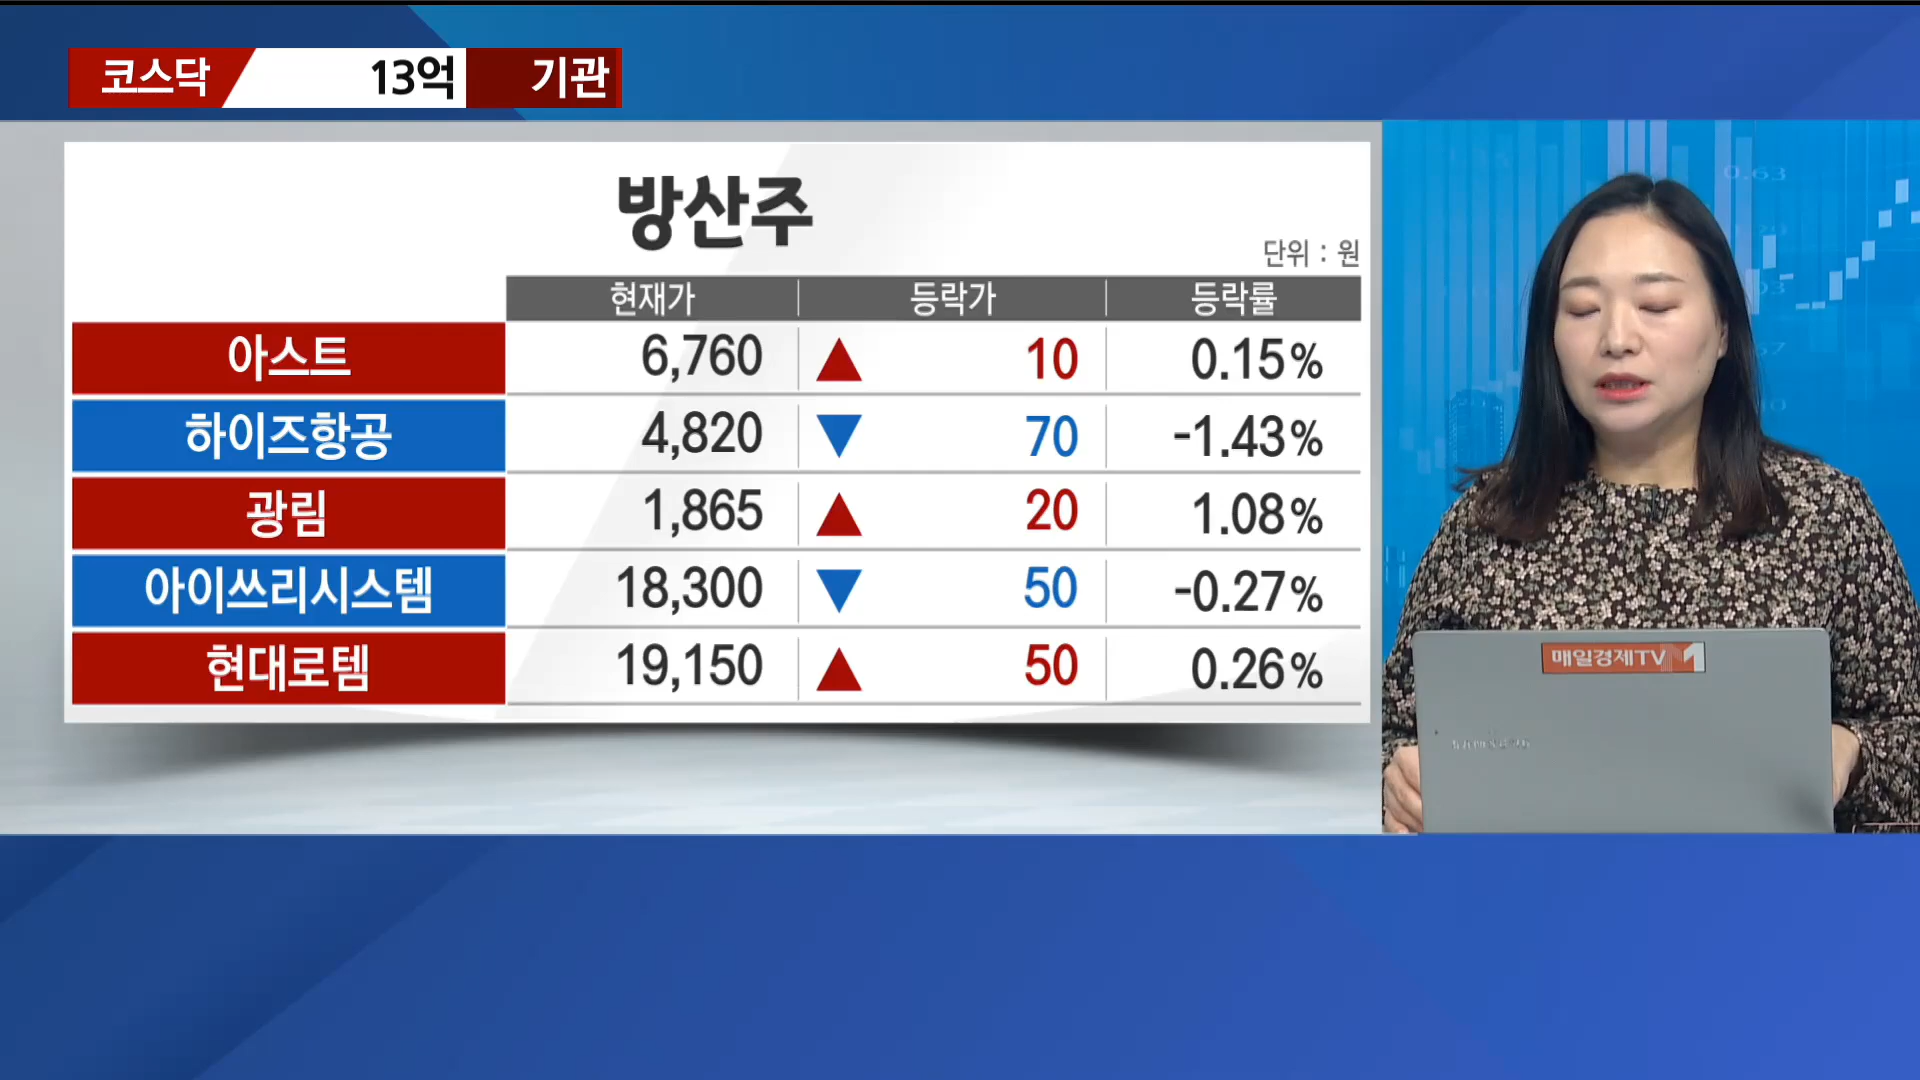 코스닥 13억 기관
방산주
단위 : 원
현재가 등락가 등락률
아스트 6,760 ▲ 10 0.15%
하이즈항공 4,820 ▼ 70 -1.43%
광림 1,865 ▲ 20 1.08%
아이쓰리시스템 18,300 ▼ 50 -0.27%
현대로템 19,150 ▲ 50 0.26%
매일경제TV
0.63